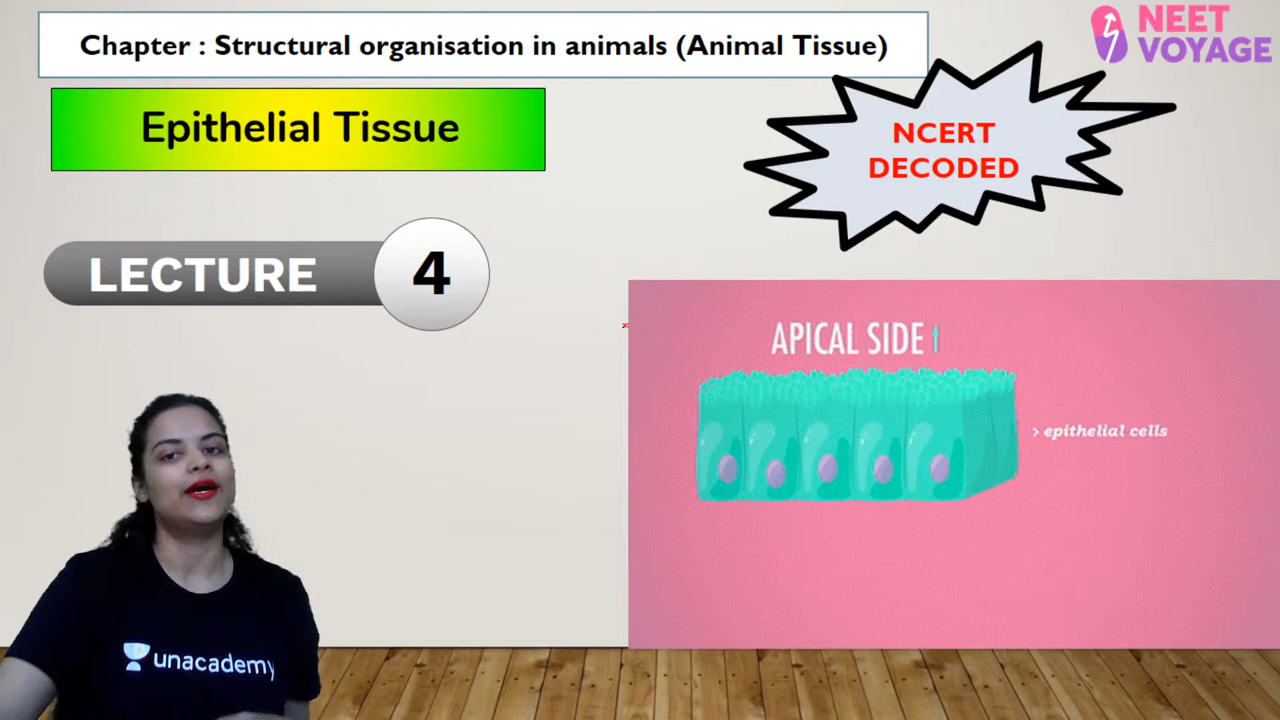 Chapter : Structural organisation in animals (Animal Tissue)
NEET
VOYAGE
Epithelial Tissue
NCERT
DECODED
LECTURE 4
APICAL SIDE
> epithelial cells
unacademy